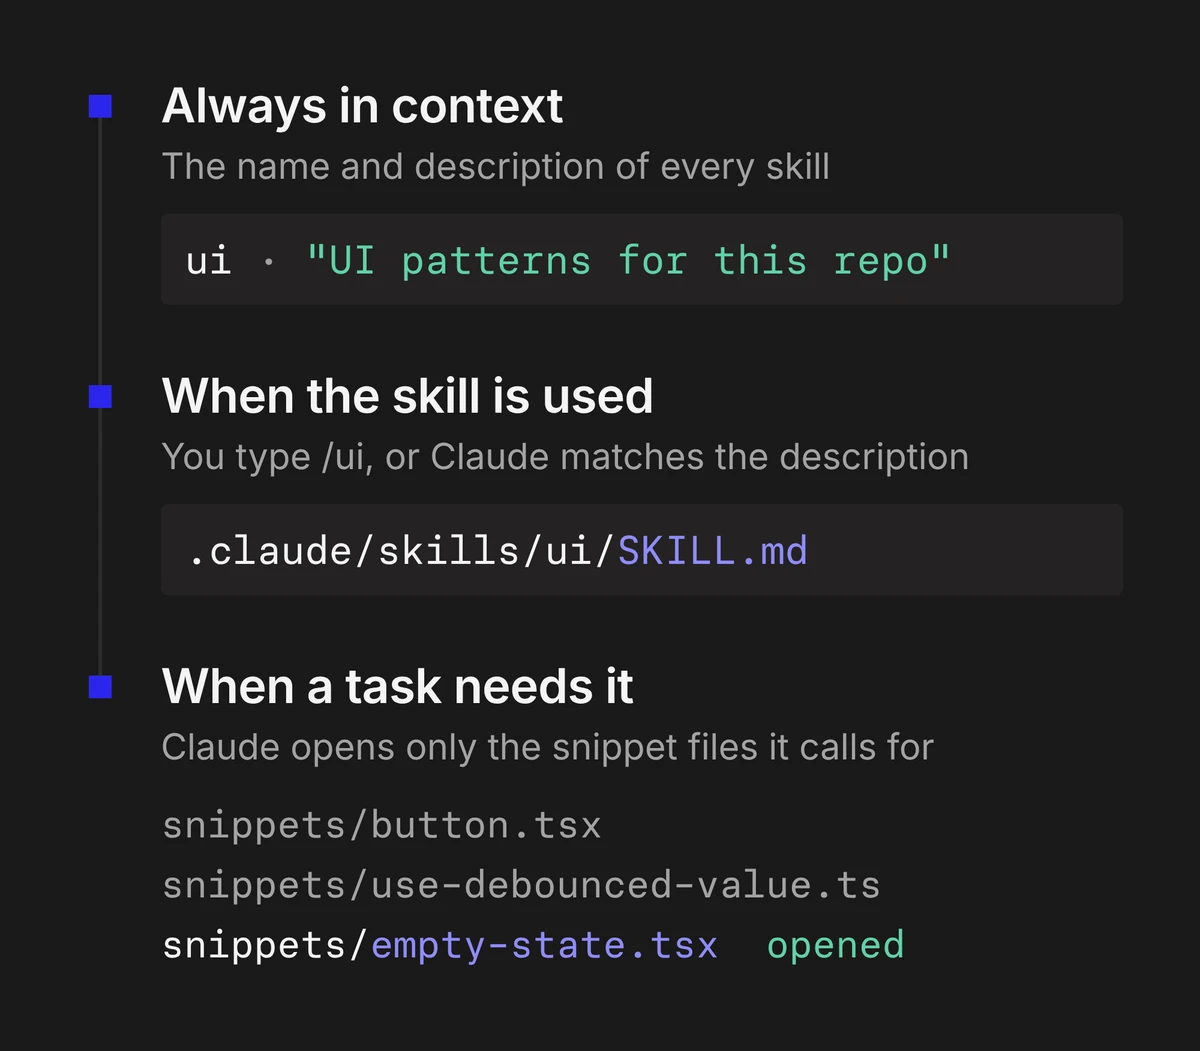 Always in context
The name and description of every skill
ui · "UI patterns for this repo"
When the skill is used
You type /ui, or Claude matches the description
.claude/skills/ui/SKILL.md
When a task needs it
Claude opens only the snippet files it calls for
snippets/button.tsx
snippets/use-debounced-value.ts
snippets/empty-state.tsx opened